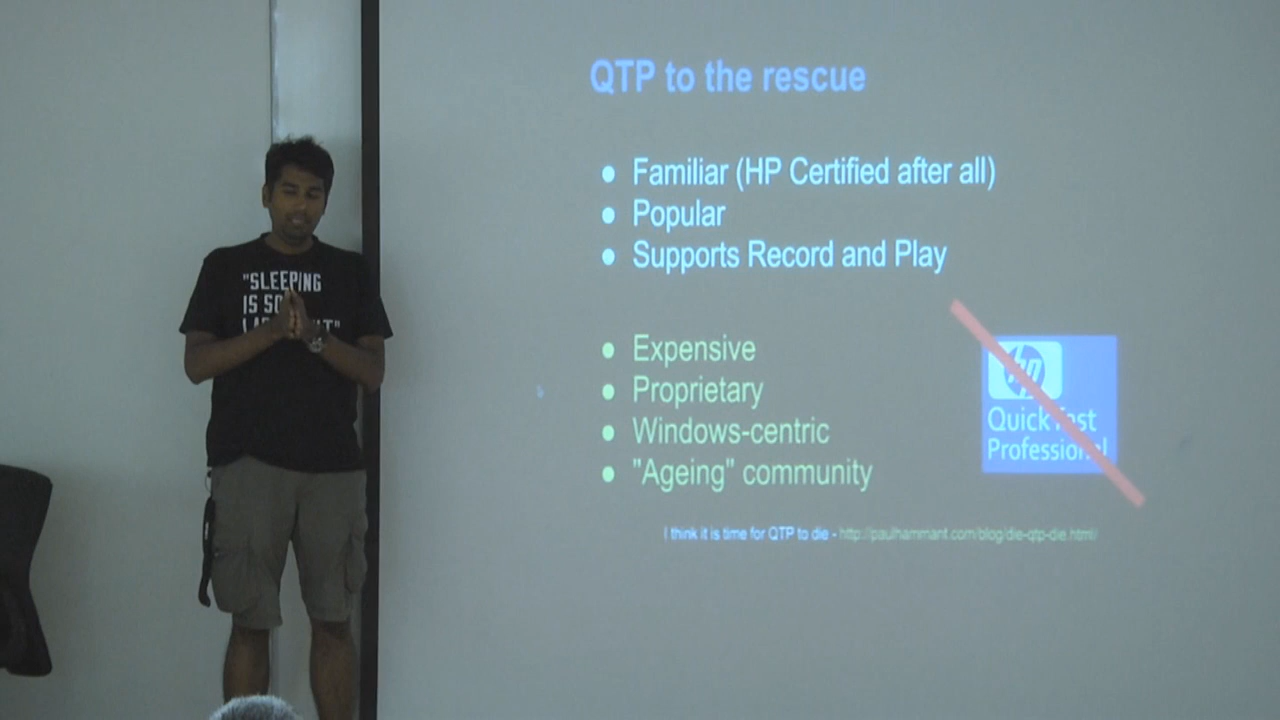 QTP to the rescue
Familiar (HP Certified after all)
Popular
Supports Record and Play
Expensive
Proprietary
Windows-centric
"Ageing" community
hp
QuickTest
Professional
I think it is time for QTP to die - http://paulhammant.com/blog/die-qtp-die.html/
"SLEEPING
IS SO